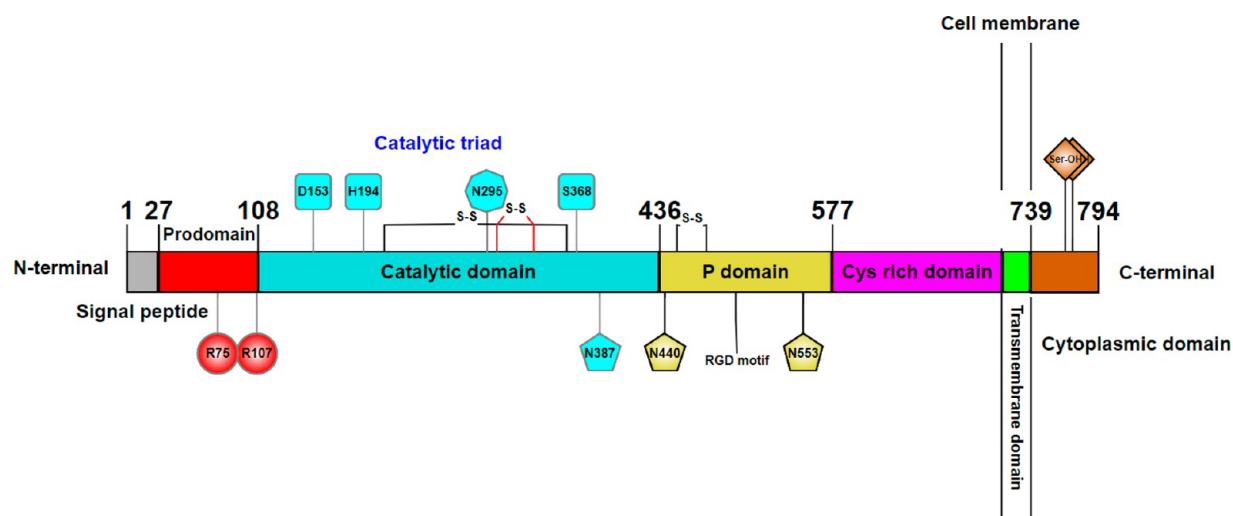 Cell membrane
Catalytic triad
D153 H194 N295 S368 Ser-OH
S-S S-S S-S
1 27 108 436 577 739 794
Prodomain
N-terminal Catalytic domain P domain Cys rich domain C-terminal
Signal peptide
R75 R107 N387 N440 RGD motif N553
Transmembrane domain
Cytoplasmic domain